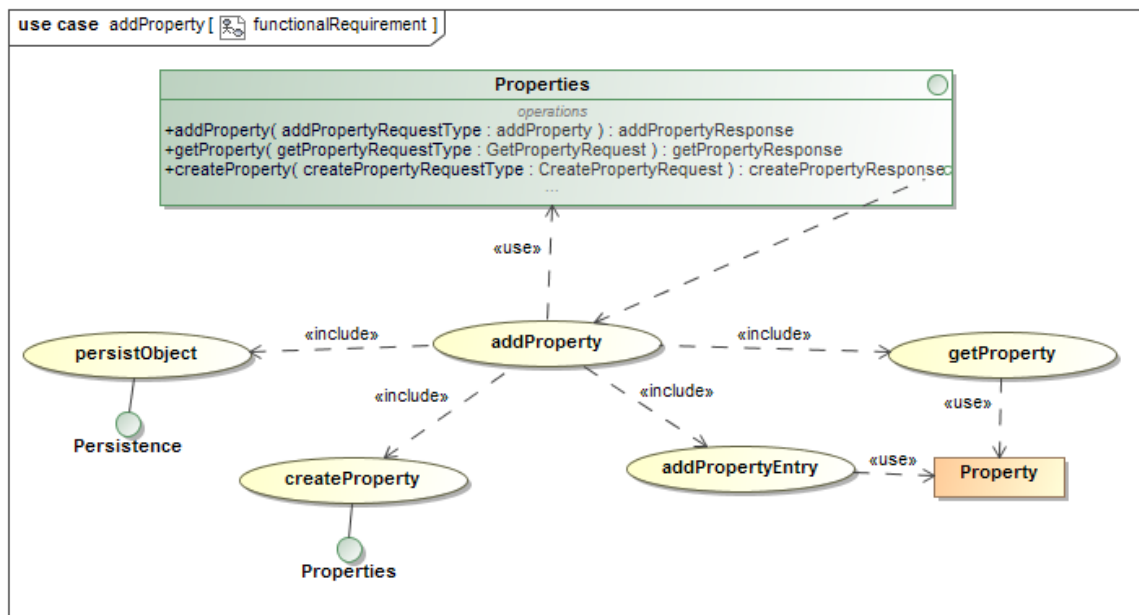 use case addProperty [ functionalRequirement ]
Properties
operations
+addProperty( addPropertyRequestType : addProperty ) : addPropertyResponse
+getProperty( getPropertyRequestType : GetPropertyRequest ) : getPropertyResponse
+createProperty( createPropertyRequestType : CreatePropertyRequest ) : createPropertyResponse
...
«use»
«include»
addProperty
«include»
persistObject
getProperty
«include»
«include»
«use»
Persistence
createProperty
addPropertyEntry
«use»
Property
Properties